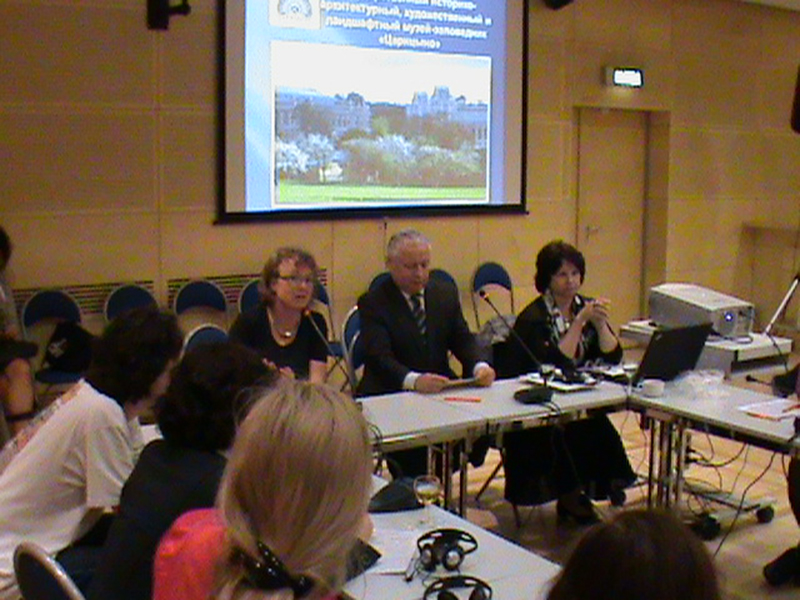 историко-
архитектурный, художественный и
ландшафтный музей-заповедник
«Царицыно»